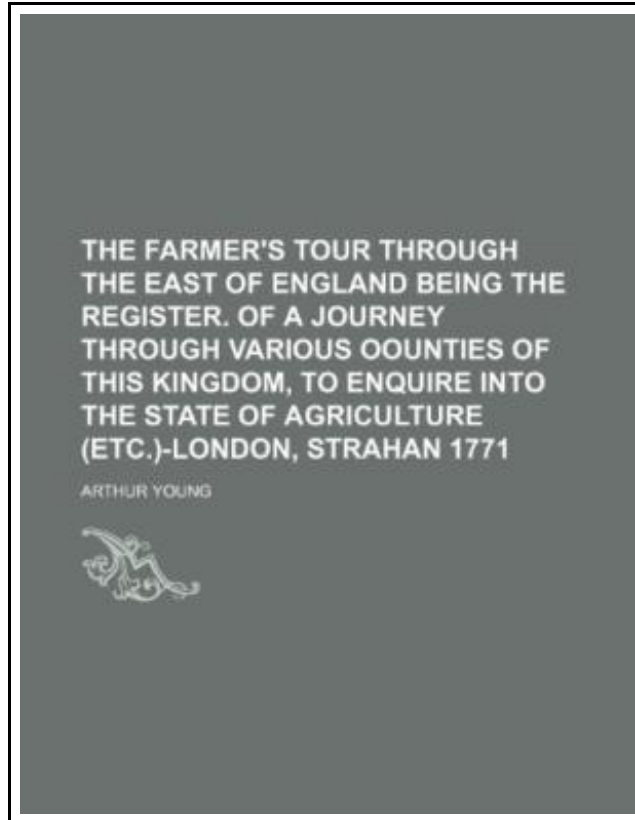 THE FARMER'S TOUR THROUGH
THE EAST OF ENGLAND BEING THE
REGISTER. OF A JOURNEY
THROUGH VARIOUS OOUNTIES OF
THIS KINGDOM, TO ENQUIRE INTO
THE STATE OF AGRICULTURE
(ETC.)-LONDON, STRAHAN 1771
ARTHUR YOUNG